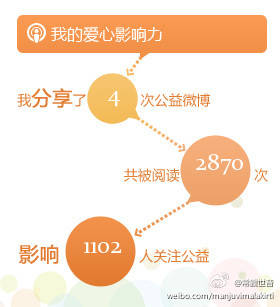 我的爱心影响力
我分享了 4 次公益微博
共被阅读 2870 次
影响 1102 人关注公益
@常觀世音
weibo.com/manjuvimalakirti